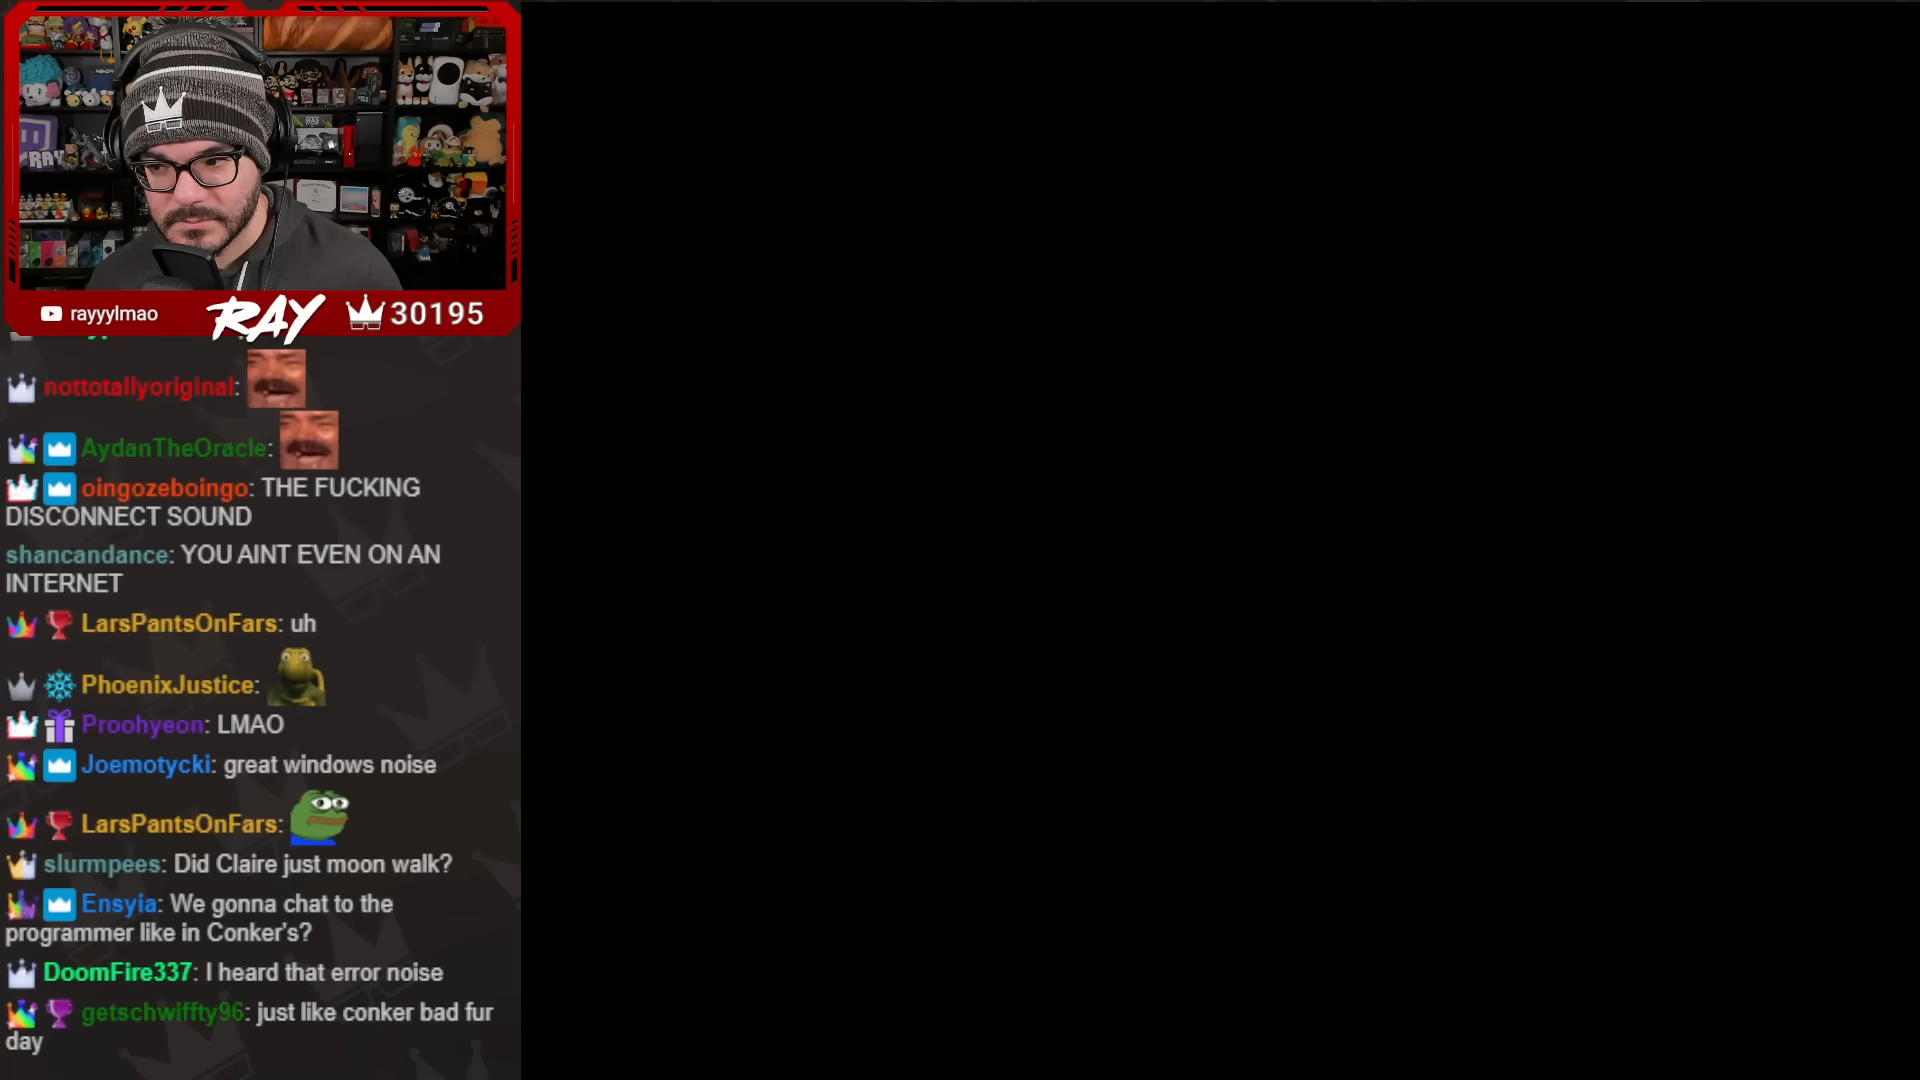 rayyylmao RAY 30195
nottotallyoriginal:
AydanTheOracle:
oingozeboingo: THE FUCKING
DISCONNECT SOUND
shancandance: YOU AINT EVEN ON AN
INTERNET
LarsPantsOnFars: uh
PhoenixJustice:
Proohyeon: LMAO
Joemotycki: great windows noise
LarsPantsOnFars:
slurmpees: Did Claire just moon walk?
Ensyia: We gonna chat to the
programmer like in Conker's?
DoomFire337: I heard that error noise
getschwiffty96: just like conker bad fur
day